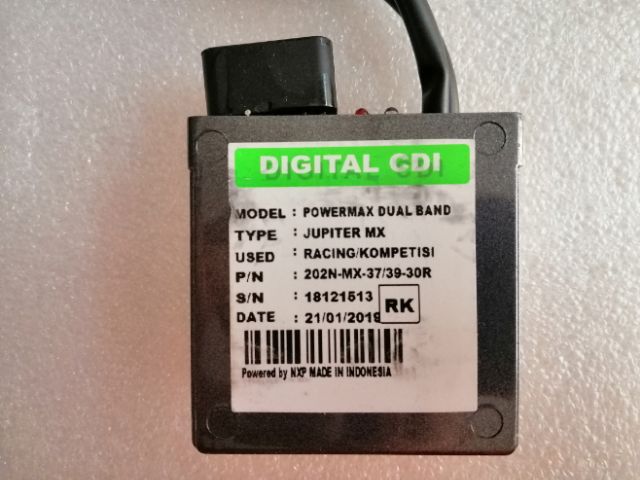 DIGITAL CDI
MODEL : POWERMAX DUAL BAND
TYPE : JUPITER MX
USED : RACING/KOMPETISI
P/N : 202N-MX-37/39-30R
S/N : 18121513
DATE : 21/01/2019
RK
Powered by NXP MADE IN INDONESIA